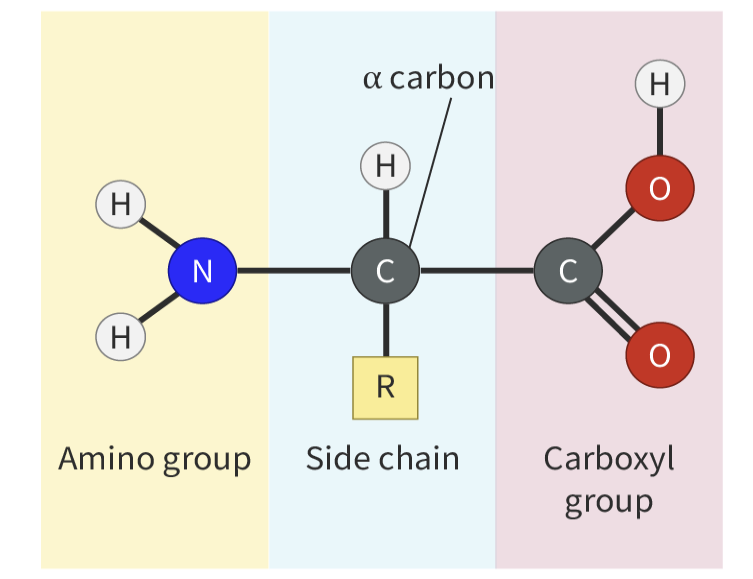 α carbon
H
H
H
O
N
C
C
H
O
R
Amino group
Side chain
Carboxyl
group